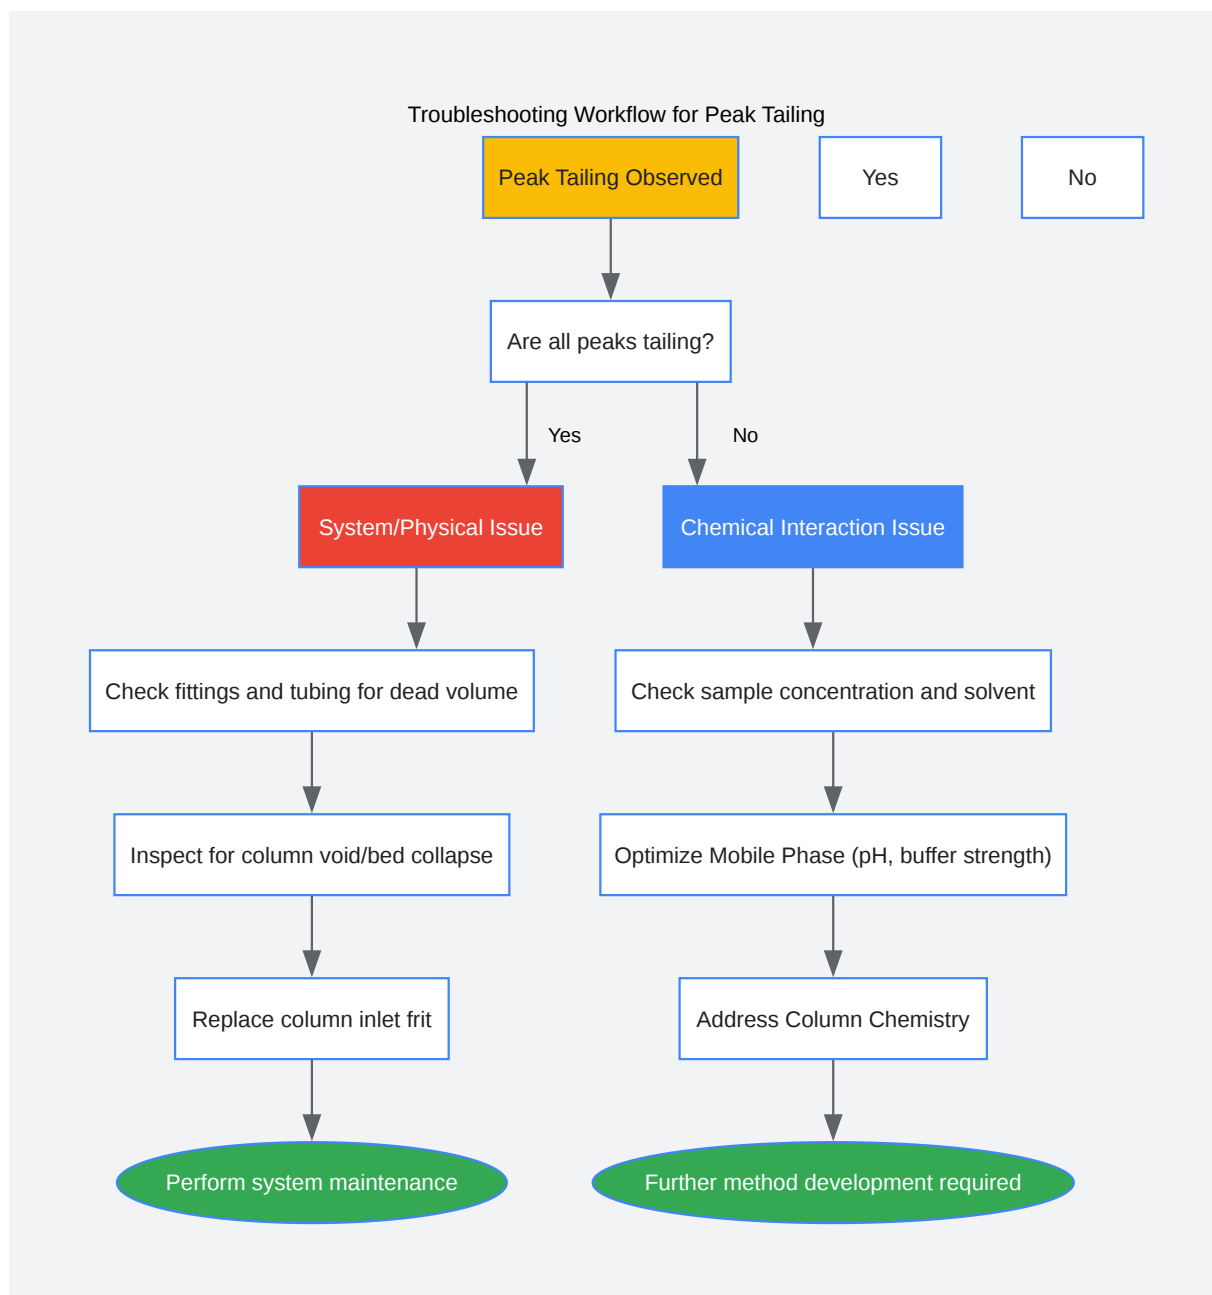 Troubleshooting Workflow for Peak Tailing
Peak Tailing Observed
Yes
No
Are all peaks tailing?
Yes
No
System/Physical Issue
Chemical Interaction Issue
Check fittings and tubing for dead volume
Check sample concentration and solvent
Inspect for column void/bed collapse
Optimize Mobile Phase (pH, buffer strength)
Replace column inlet frit
Address Column Chemistry
Perform system maintenance
Further method development required